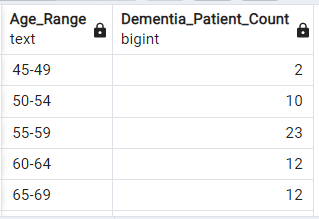 Age_Range Dementia_Patient_Count
text bigint
45-49 2
50-54 10
55-59 23
60-64 12
65-69 12